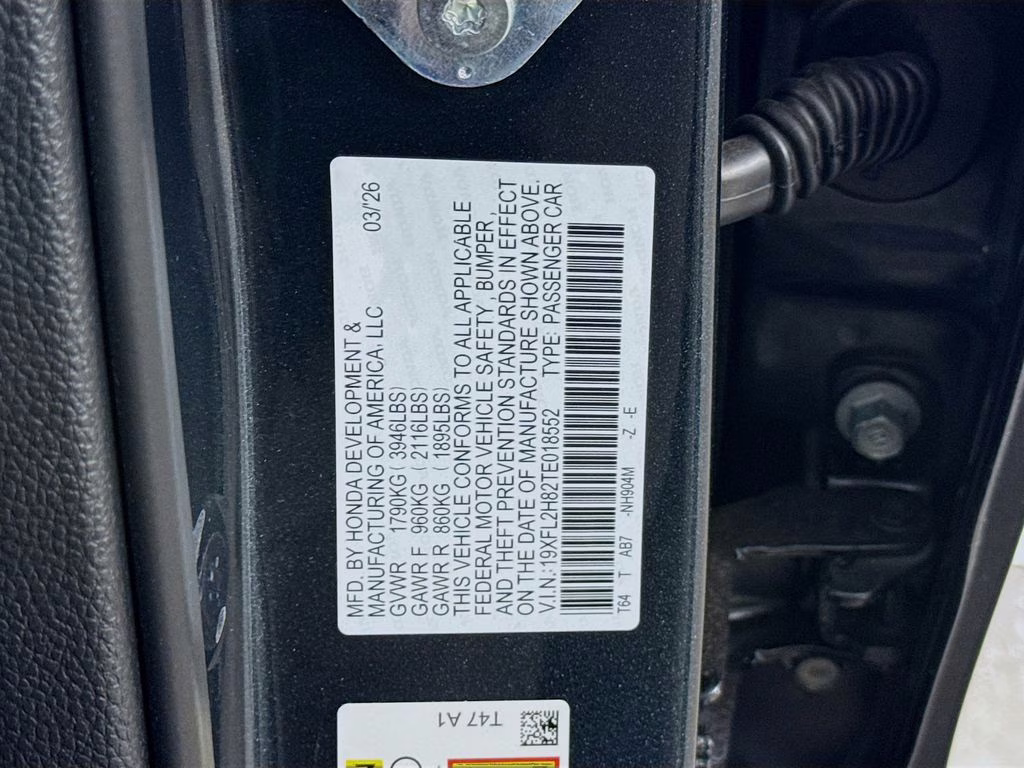 MFD. BY HONDA DEVELOPMENT &
MANUFACTURING OF AMERICA, LLC 03/'26
GVWR 1790KG ( 3946LBS)
GAWR F 960KG ( 2116LBS)
GAWR R 860KG ( 1895LBS)
THIS VEHICLE CONFORMS TO ALL APPLICABLE
FEDERAL MOTOR VEHICLE SAFETY, BUMPER,
AND THEFT PREVENTION STANDARDS IN EFFECT
ON THE DATE OF MANUFACTURE SHOWN ABOVE.
V.I.N.:19XFL2H82TE018552 TYPE: PASSENGER CAR
T64 T AB7 -NH904M -Z -E
T47 A1